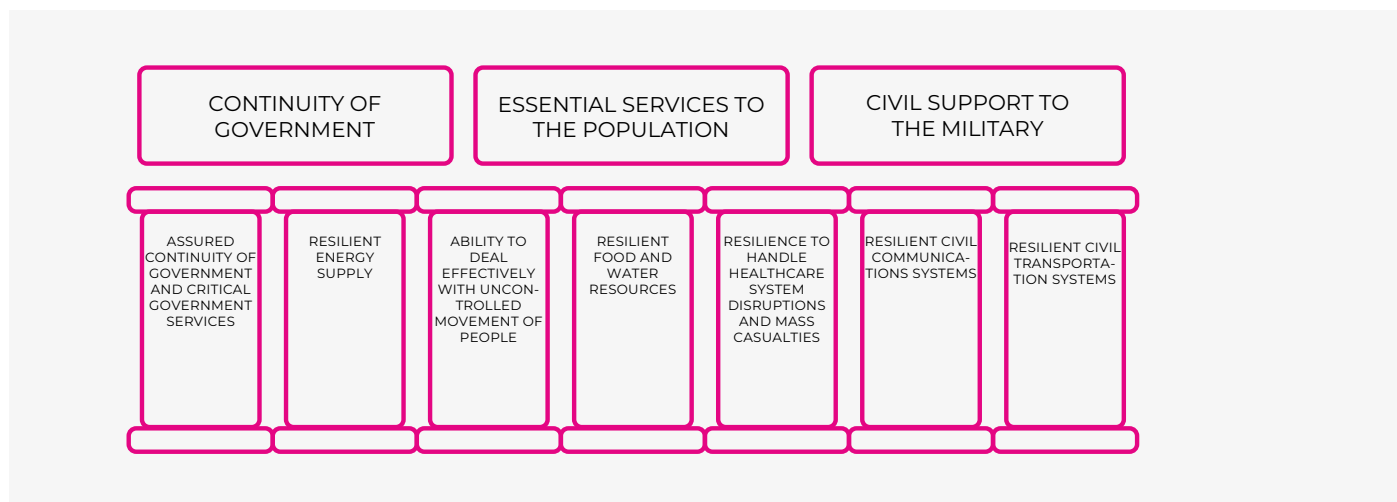 CONTINUITY OF
GOVERNMENT
ESSENTIAL SERVICES TO
THE POPULATION
CIVIL SUPPORT TO
THE MILITARY
ASSURED
CONTINUITY OF
GOVERNMENT
AND CRITICAL
GOVERNMENT
SERVICES
RESILIENT
ENERGY
SUPPLY
ABILITY TO
DEAL
EFFECTIVELY
WITH UNCON-
TROLLED
MOVEMENT OF
PEOPLE
RESILIENT
FOOD AND
WATER
RESOURCES
RESILIENCE TO
HANDLE
HEALTHCARE
SYSTEM
DISRUPTIONS
AND MASS
CASUALTIES
RESILIENT CIVIL
COMMUNICA-
TIONS SYSTEMS
RESILIENT CIVIL
TRANSPORTA-
TION SYSTEMS